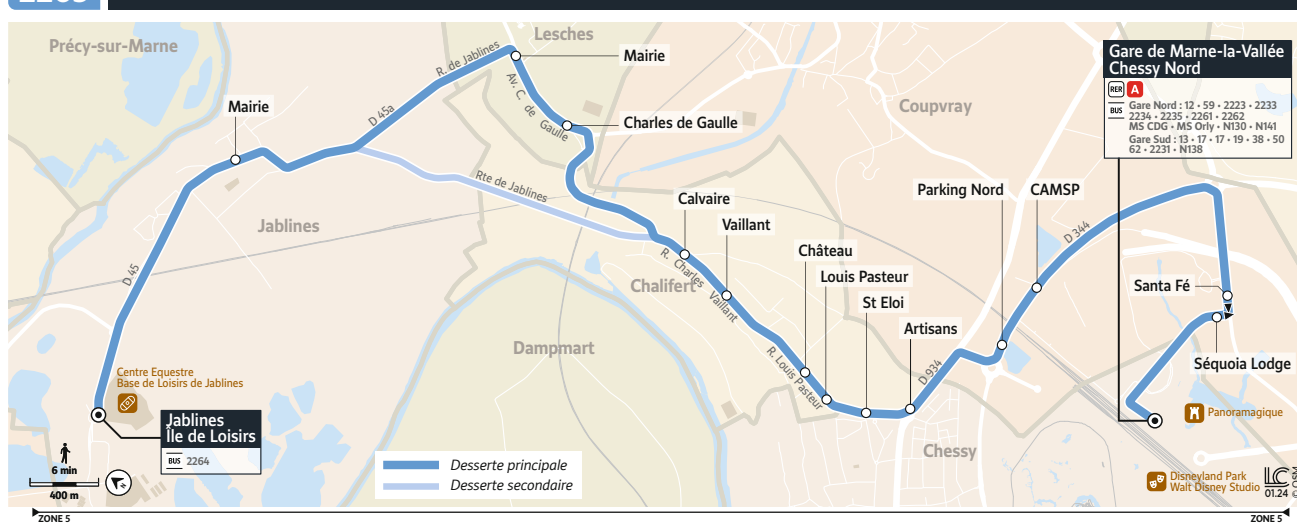 Précy-sur-Marne
Lesches
R. de Jablines
Mairie
Av. C. de Gaulle
Charles de Gaulle
Mairie
D 45a
Coupvray
Gare de Marne-la-Vallée
Chessy Nord
RER A
BUS Gare Nord : 12 • 59 • 2223 • 2233
2234 • 2235 • 2261 • 2262
MS CDG • MS Orly • N130 • N141
Gare Sud : 13 • 17 • 17 • 19 • 38 • 50
62 • 2231 • N138
Rte de Jablines
Calvaire
Parking Nord
CAMSP
Jablines
Vaillant
D 344
Château
D 45
R. Charles Vaillant
Chalifert
Louis Pasteur
Santa Fé
St Eloi
Artisans
Dampmart
R. Louis Pasteur
D 934
Séquoia Lodge
Centre Equestre
Base de Loisirs de Jablines
Jablines
Île de Loisirs
BUS 2264
Panoramagique
Chessy
6 min
400 m
Desserte principale
Desserte secondaire
Disneyland Park
Walt Disney Studio
LC
01.24
© OSM
ZONE 5
ZONE 5